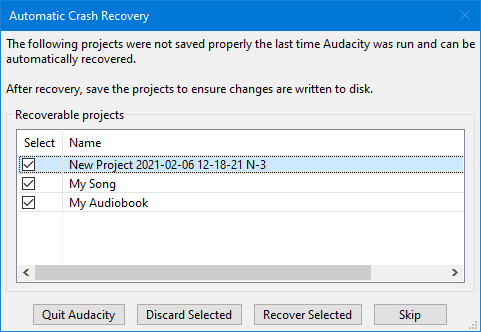 Automatic Crash Recovery
The following projects were not saved properly the last time Audacity was run and can be
automatically recovered.
After recovery, save the projects to ensure changes are written to disk.
Recoverable projects
Select Name
New Project 2021-02-06 12-18-21 N-3
My Song
My Audiobook
Quit Audacity Discard Selected Recover Selected Skip